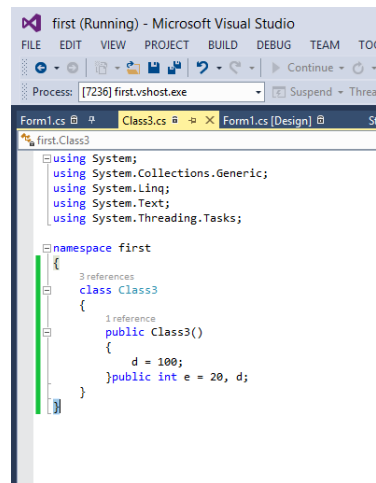 first (Running) - Microsoft Visual Studio
FILE EDIT VIEW PROJECT BUILD DEBUG TEAM TOO
Continue
Process: [7236] first.vshost.exe Suspend Threa
Form1.cs Class3.cs Form1.cs [Design] St
first.Class3
using System;
using System.Collections.Generic;
using System.Linq;
using System.Text;
using System.Threading.Tasks;
namespace first
{
3 references
class Class3
{
1 reference
public Class3()
{
d = 100;
}public int e = 20, d;
}
}